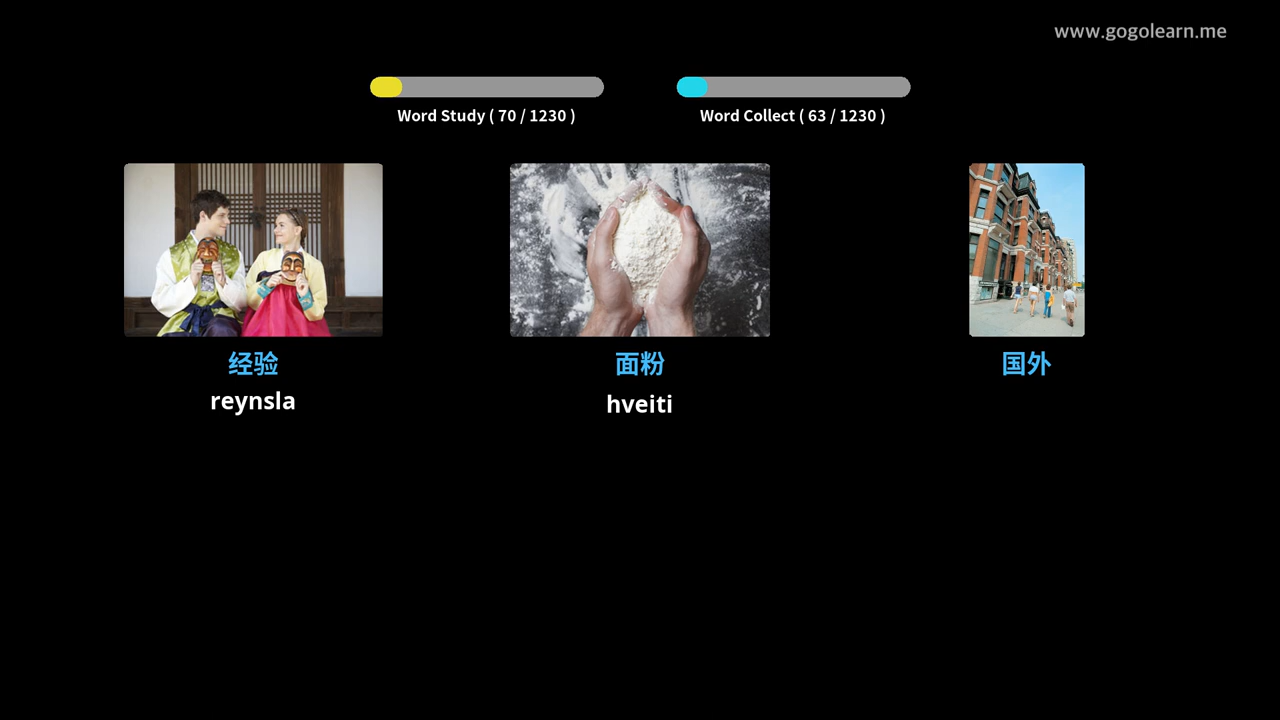 www.gogolearn.me
Word Study ( 70 / 1230 )
Word Collect ( 63 / 1230 )
经验
面粉
国外
reynsla
hveiti